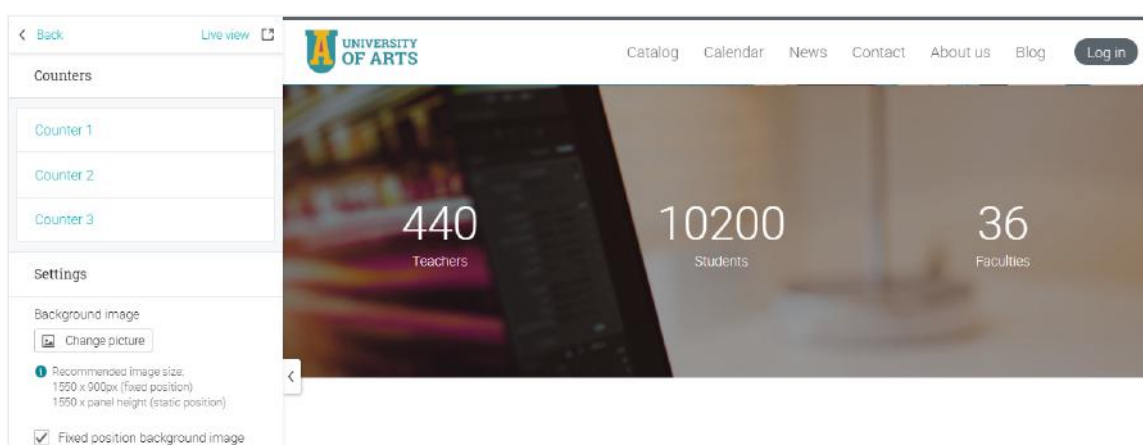 Back
Live view
Counters
Counter 1
Counter 2
Counter 3
Settings
Background image
Change picture
Recommended image size:
1550 x 900px (fixed position)
1550 x panel height (static position)
Fixed position background image
A UNIVERSITY
OF ARTS
Catalog Calendar News Contact About us Blog Log in
440 10200 36
Teachers Students Faculties